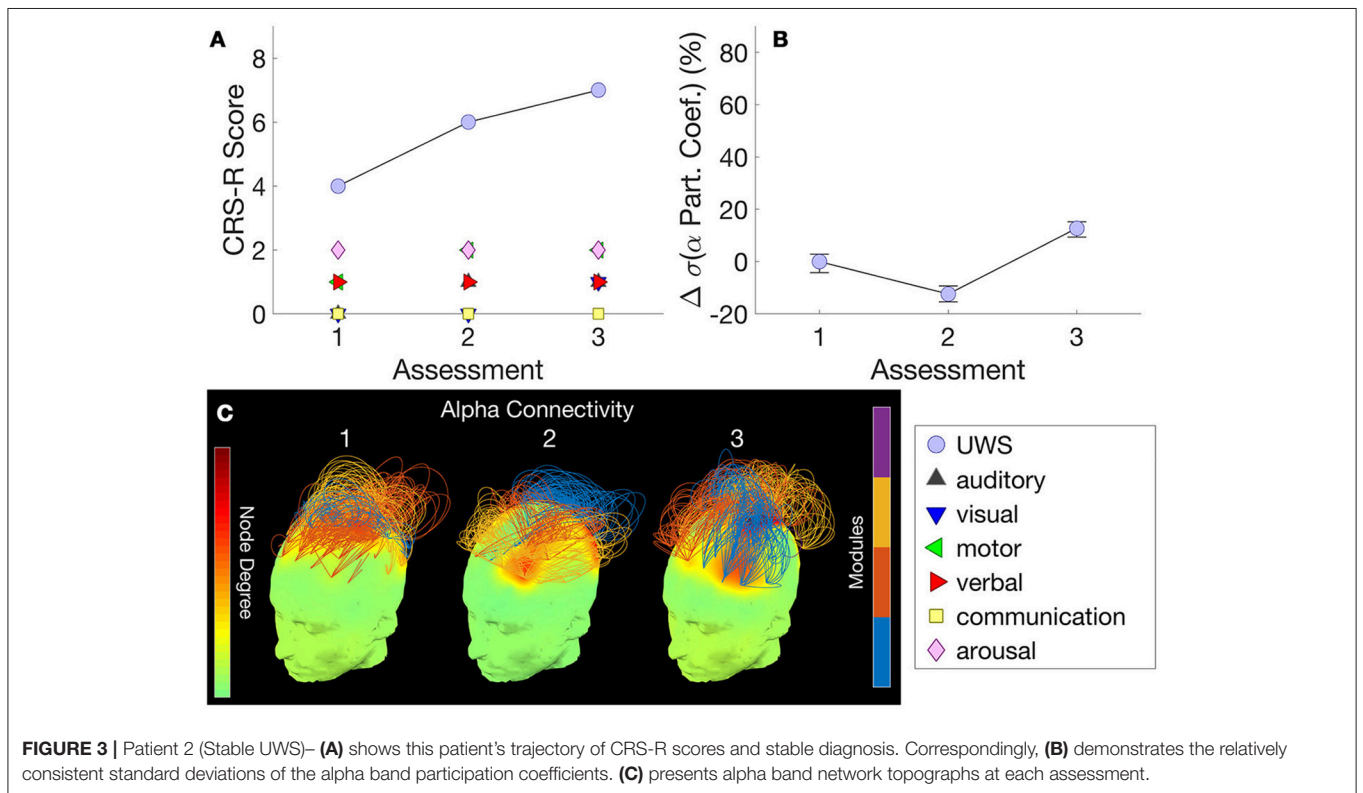 A
CRS-R Score
8
6
4
2
0
1 2 3
Assessment
B
Δ σ(α Part. Coef.) (%)
80
60
40
20
0
-20
1 2 3
Assessment
C
Alpha Connectivity
1 2 3
Node Degree
Modules
UWS
auditory
visual
motor
verbal
communication
arousal
FIGURE 3 | Patient 2 (Stable UWS)– (A) shows this patient's trajectory of CRS-R scores and stable diagnosis. Correspondingly, (B) demonstrates the relatively
consistent standard deviations of the alpha band participation coefficients. (C) presents alpha band network topographs at each assessment.